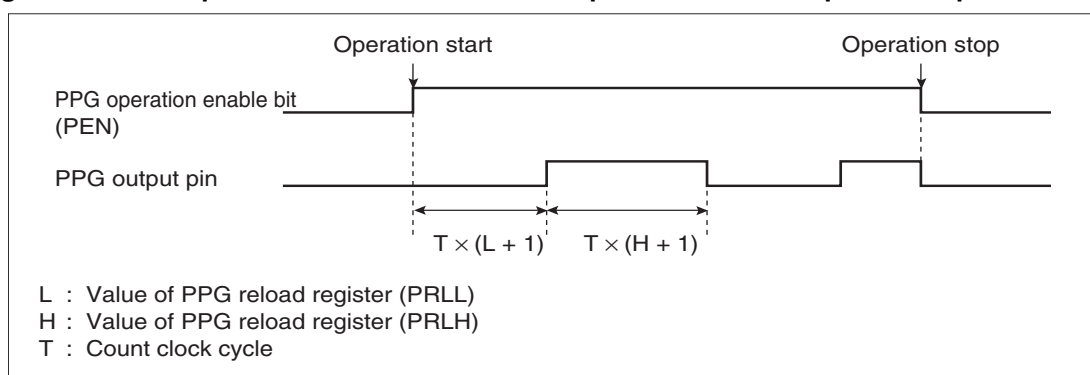 Operation start
Operation stop
PPG operation enable bit
(PEN)
PPG output pin
T × (L + 1)
T × (H + 1)
L : Value of PPG reload register (PRLL)
H : Value of PPG reload register (PRLH)
T : Count clock cycle